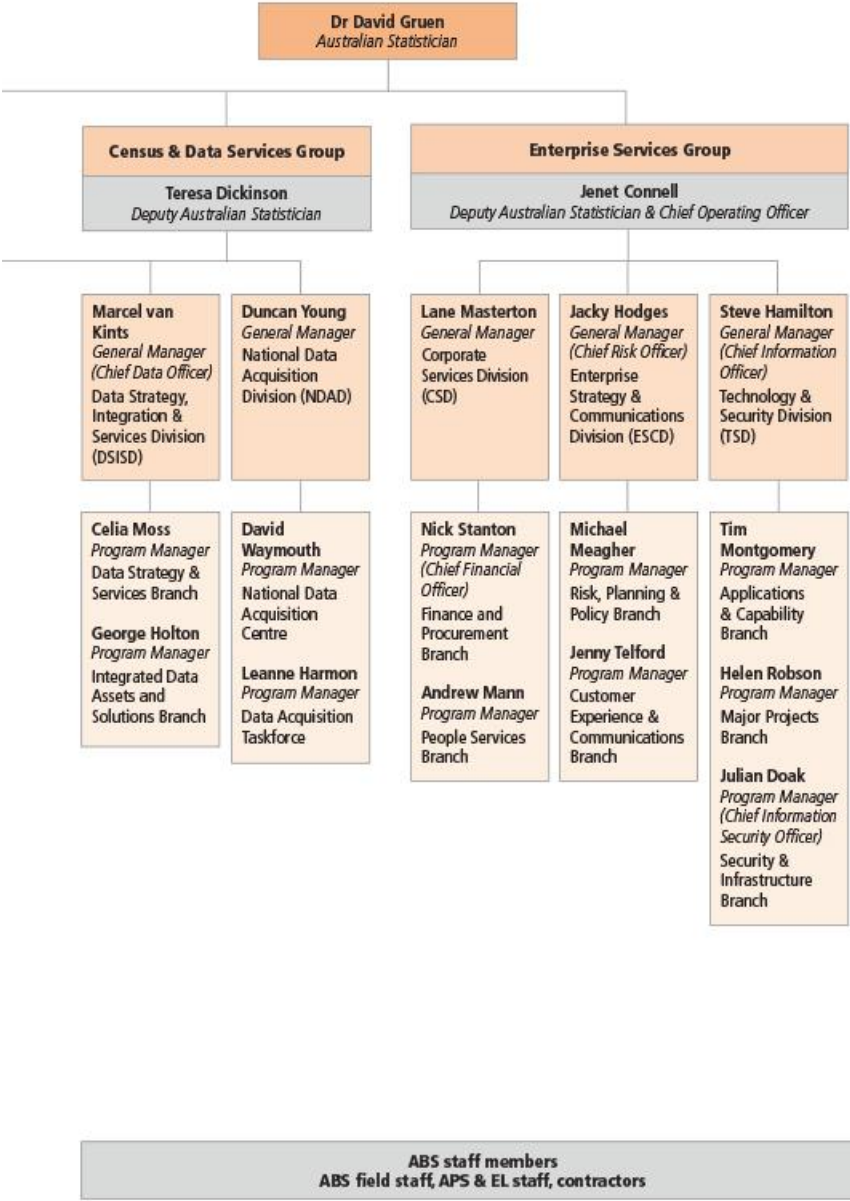 Dr David Gruen
Australian Statistician
Census & Data Services Group
Teresa Dickinson
Deputy Australian Statistician
Enterprise Services Group
Jenet Connell
Deputy Australian Statistician & Chief Operating Officer
Marcel van
Kints
General Manager
(Chief Data Officer)
Data Strategy,
Integration &
Services Division
(DSISD)
Duncan Young
General Manager
National Data
Acquisition
Division (NDAD)
Lane Masterton
General Manager
Corporate
Services Division
(CSD)
Jacky Hodges
General Manager
(Chief Risk Officer)
Enterprise
Strategy &
Communications
Division (ESCD)
Steve Hamilton
General Manager
(Chief Information
Officer)
Technology &
Security Division
(TSD)
Celia Moss
Program Manager
Data Strategy &
Services Branch
George Holton
Program Manager
Integrated Data
Assets and
Solutions Branch
David
Waymouth
Program Manager
National Data
Acquisition
Centre
Leanne Harmon
Program Manager
Data Acquisition
Taskforce
Nick Stanton
Program Manager
(Chief Financial
Officer)
Finance and
Procurement
Branch
Andrew Mann
Program Manager
People Services
Branch
Michael
Meagher
Program Manager
Risk, Planning &
Policy Branch
Jenny Telford
Program Manager
Customer
Experience &
Communications
Branch
Tim
Montgomery
Program Manager
Applications
& Capability
Branch
Helen Robson
Program Manager
Major Projects
Branch
Julian Doak
Program Manager
(Chief Information
Security Officer)
Security &
Infrastructure
Branch
ABS staff members
ABS field staff, APS & EL staff, contractors